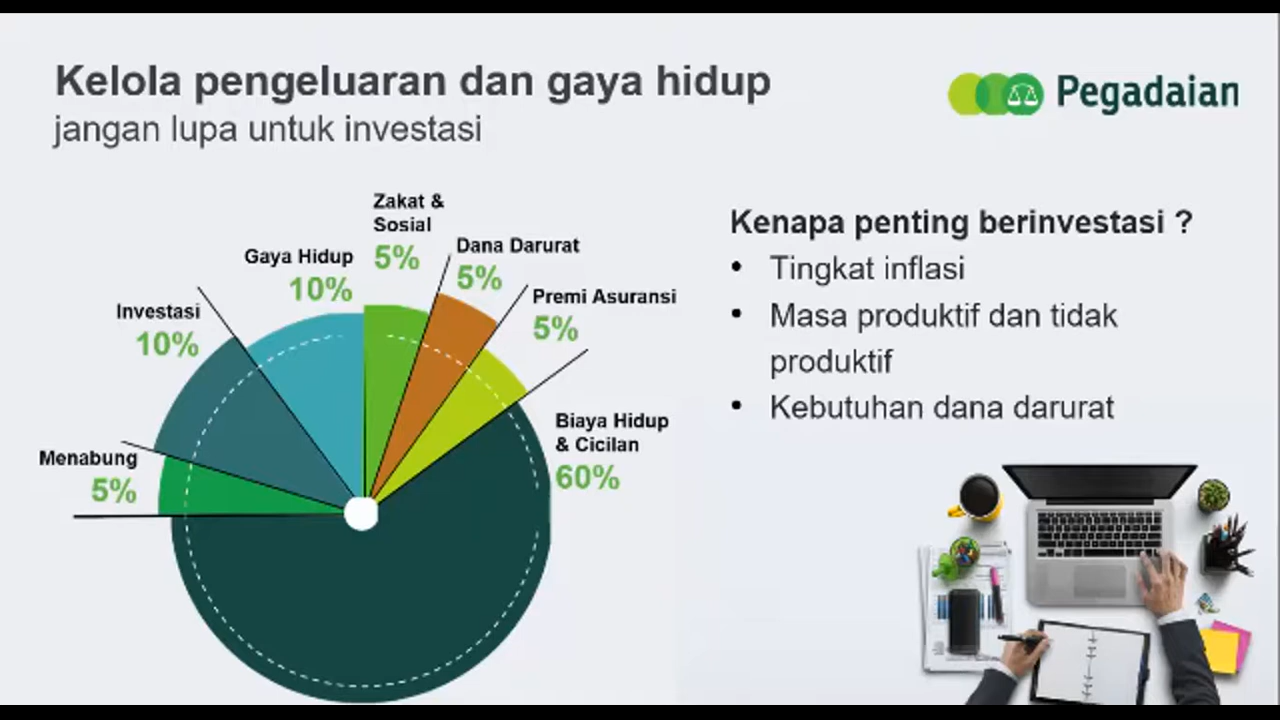 Kelola pengeluaran dan gaya hidup
jangan lupa untuk investasi
Pegadaian
Zakat &
Sosial
5%
Gaya Hidup
10%
Dana Darurat
5%
Investasi
10%
Premi Asuransi
5%
Menabung
5%
Biaya Hidup
& Cicilan
60%
Kenapa penting berinvestasi ?
• Tingkat inflasi
• Masa produktif dan tidak
produktif
• Kebutuhan dana darurat